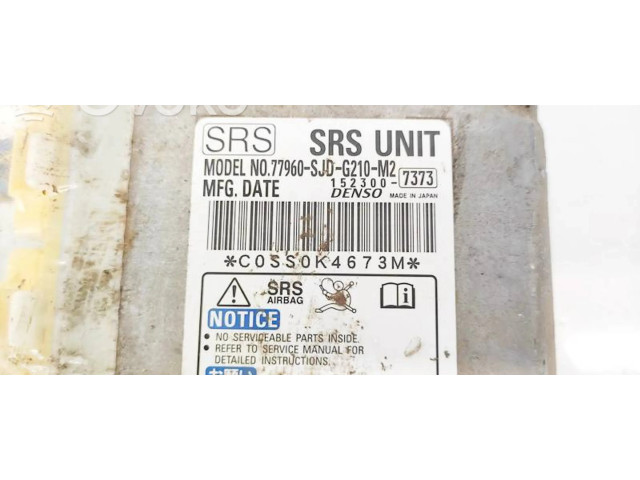 SRS SRS UNIT
MODEL NO.77960-SJD-G210-M2
152300-7373
MFG. DATE DENSO MADE IN JAPAN
*C0SS0K4673M*
SRS
AIRBAG
NOTICE
• NO SERVICEABLE PARTS INSIDE.
• REFER TO SERVICE MANUAL FOR
DETAILED INSTRUCTIONS.